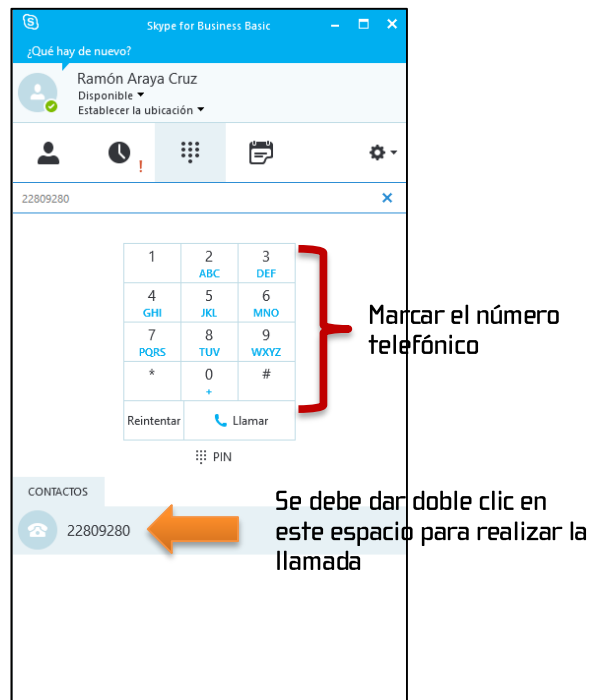 Skype for Business Basic
¿Qué hay de nuevo?
Ramón Araya Cruz
Disponible
Establecer la ubicación
!
22809280
1 2 3
ABC DEF
4 5 6
GHI JKL MNO
7 8 9
PQRS TUV WXYZ
* 0 #
+
Reintentar Llamar
PIN
Marcar el número
telefónico
CONTACTOS
22809280
Se debe dar doble clic en
este espacio para realizar la
llamada